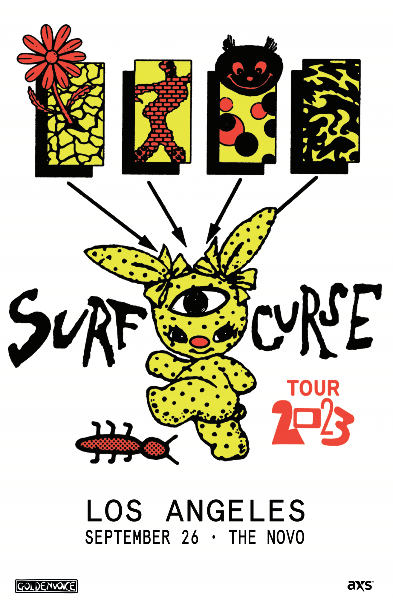 SURF CURSE
TOUR
2023
LOS ANGELES
SEPTEMBER 26 · THE NOVO
GOLDENVOICE
axs